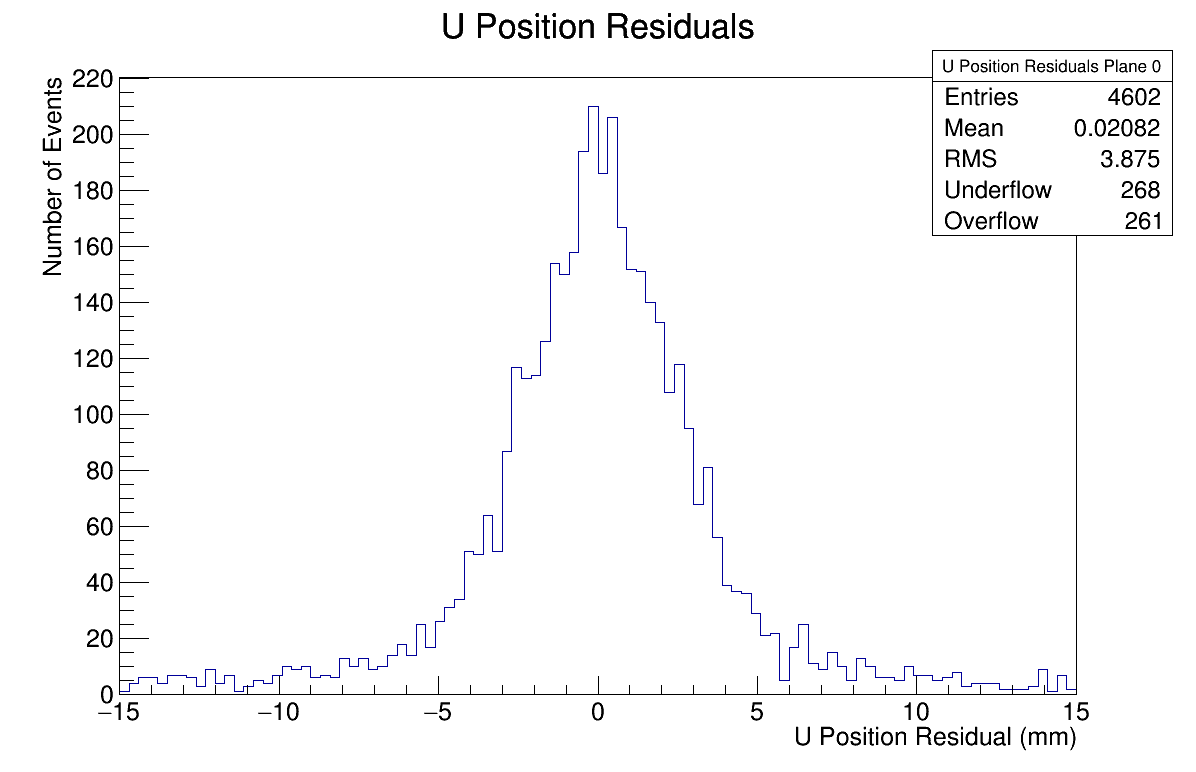 U Position Residuals
U Position Residuals Plane 0
Entries 4602
Mean 0.02082
RMS 3.875
Underflow 268
Overflow 261
Number of Events
220
200
180
160
140
120
100
80
60
40
20
0
−15 −10 −5 0 5 10 15
U Position Residual (mm)